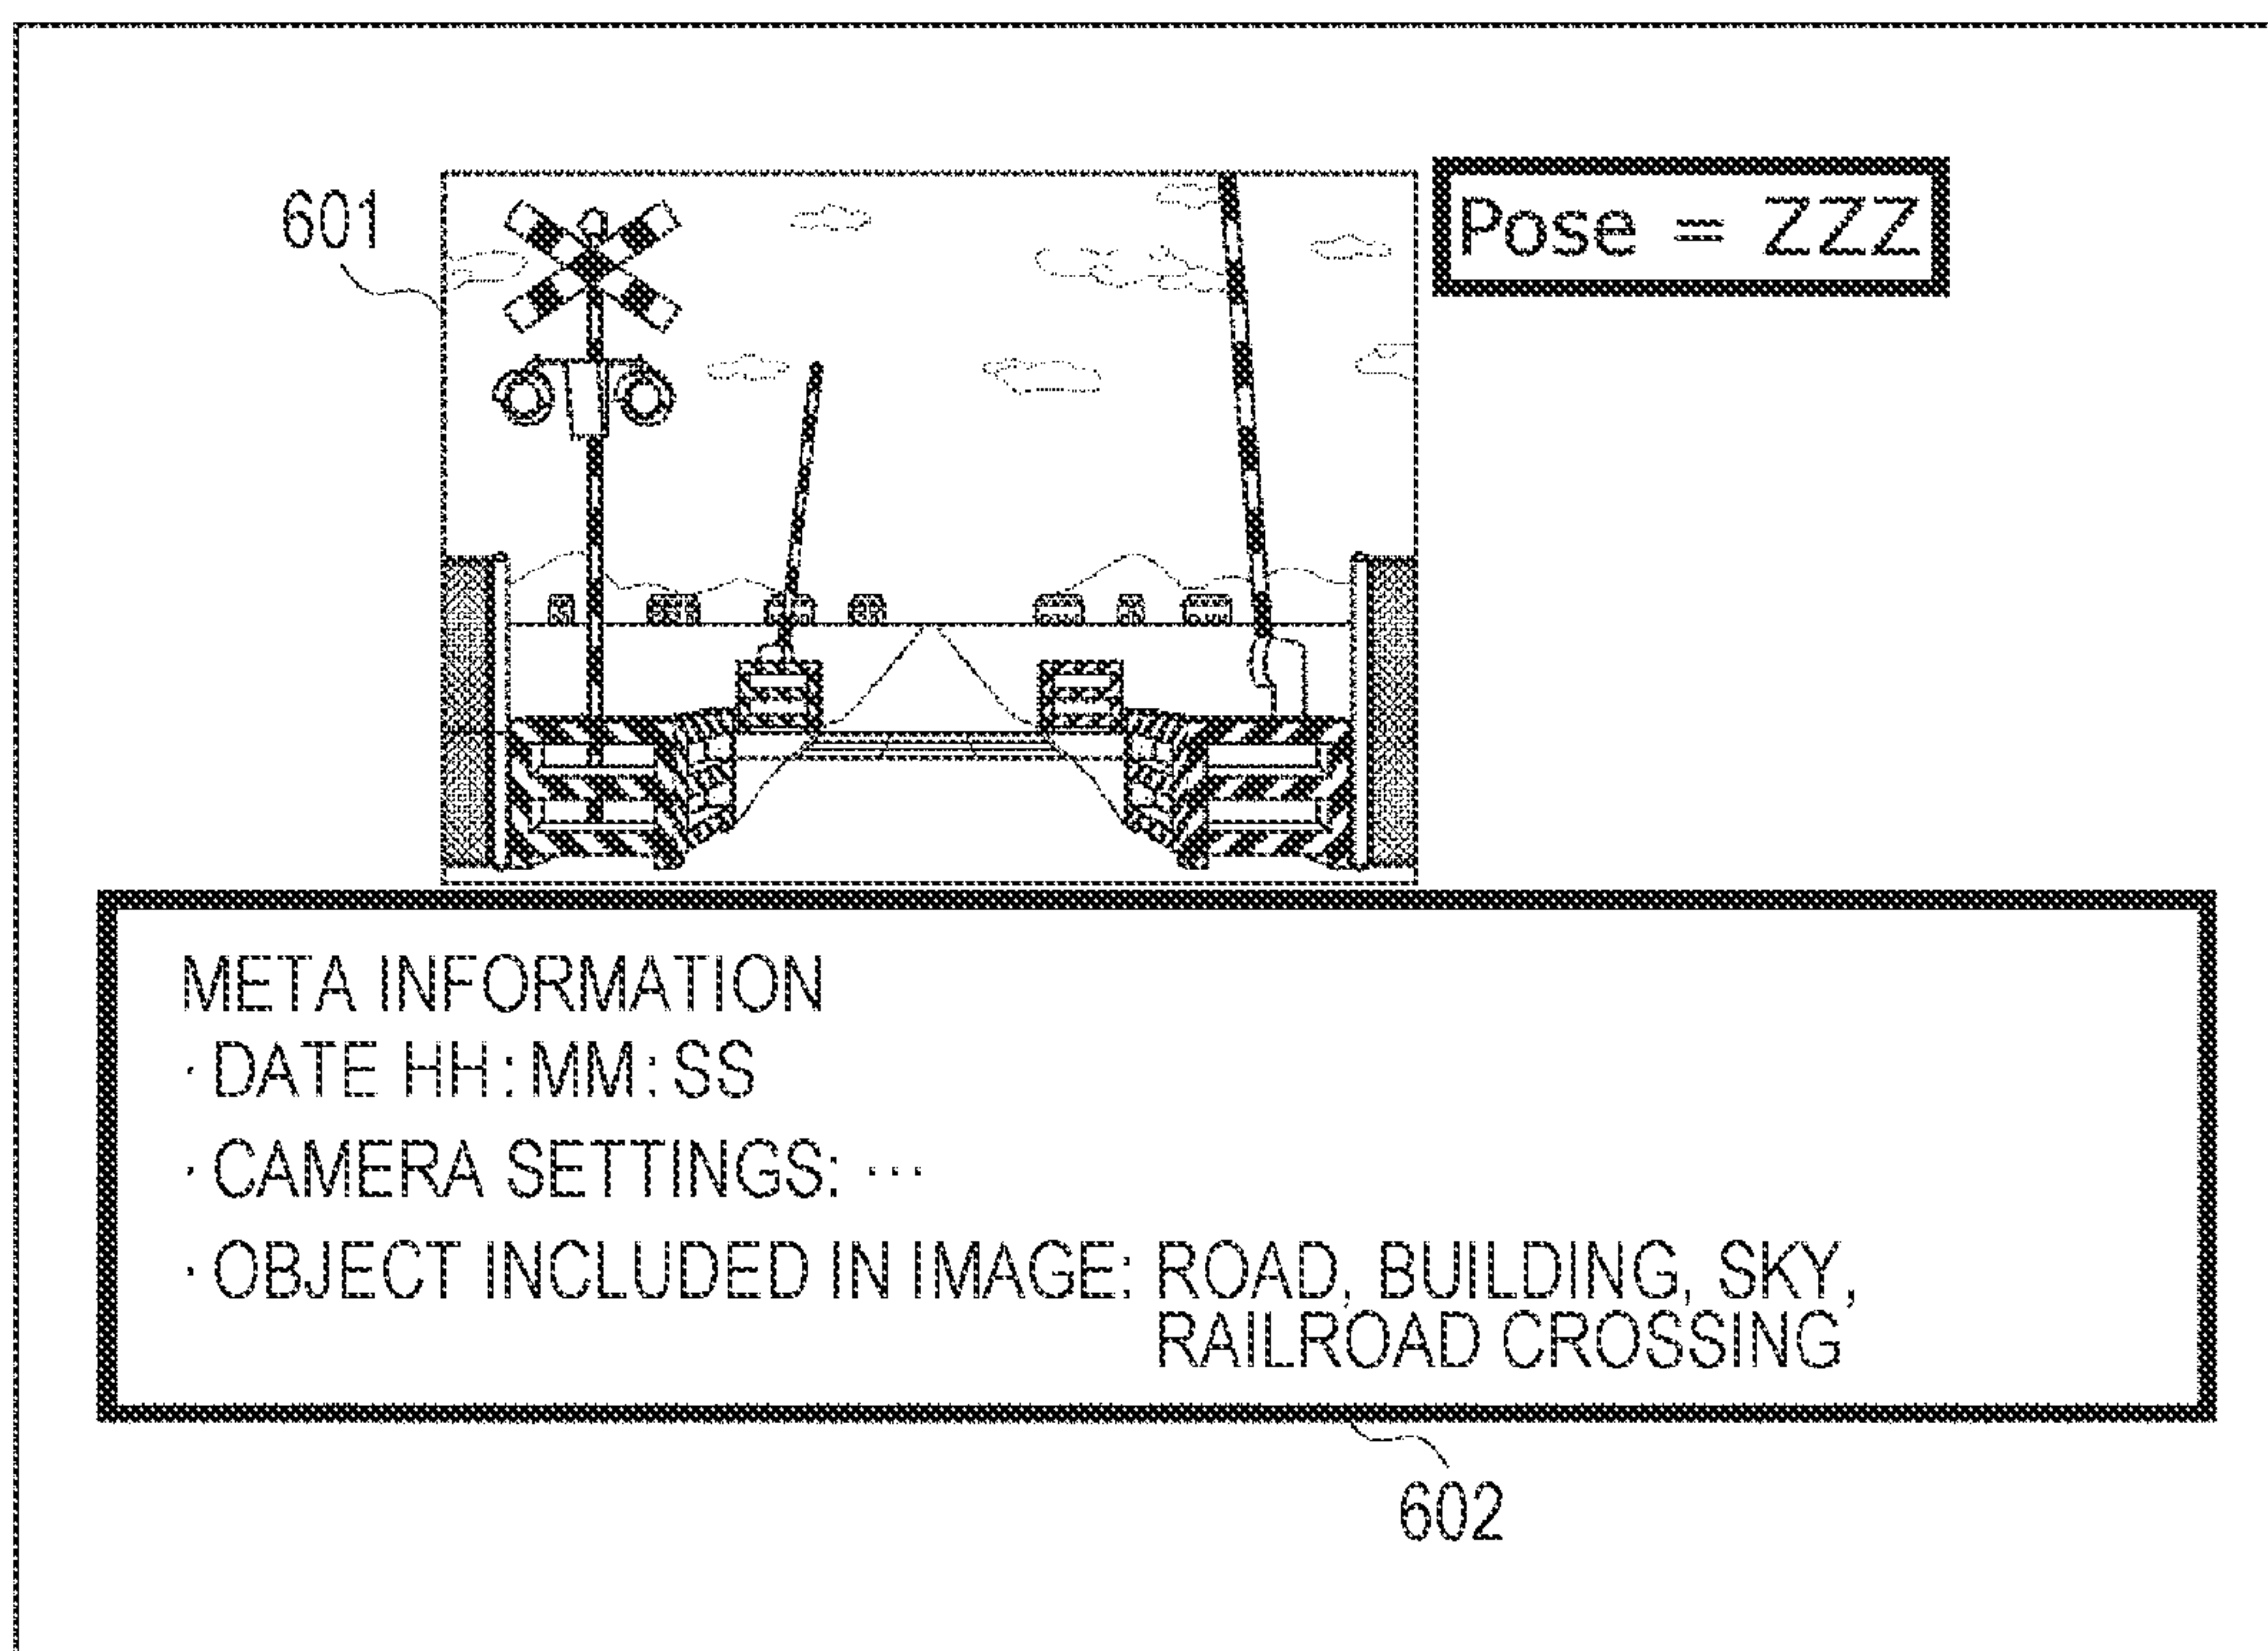 601
Pose = ZZZ
META INFORMATION
· DATE HH : MM : SS
· CAMERA SETTINGS: ···
· OBJECT INCLUDED IN IMAGE: ROAD, BUILDING, SKY,
RAILROAD CROSSING
602